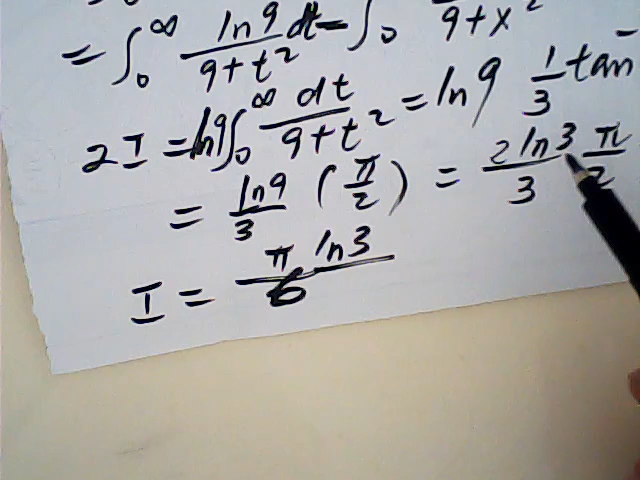 = ∫₀^∞ ln9/(9+t²) dt - ∫₀ /(9+x²)
2I = ln9 ∫₀^∞ dt/(9+t²) = ln9 1/3 tan⁻
= ln9/3 (π/2) = 2ln3/3 π/2
I = π ln3/6